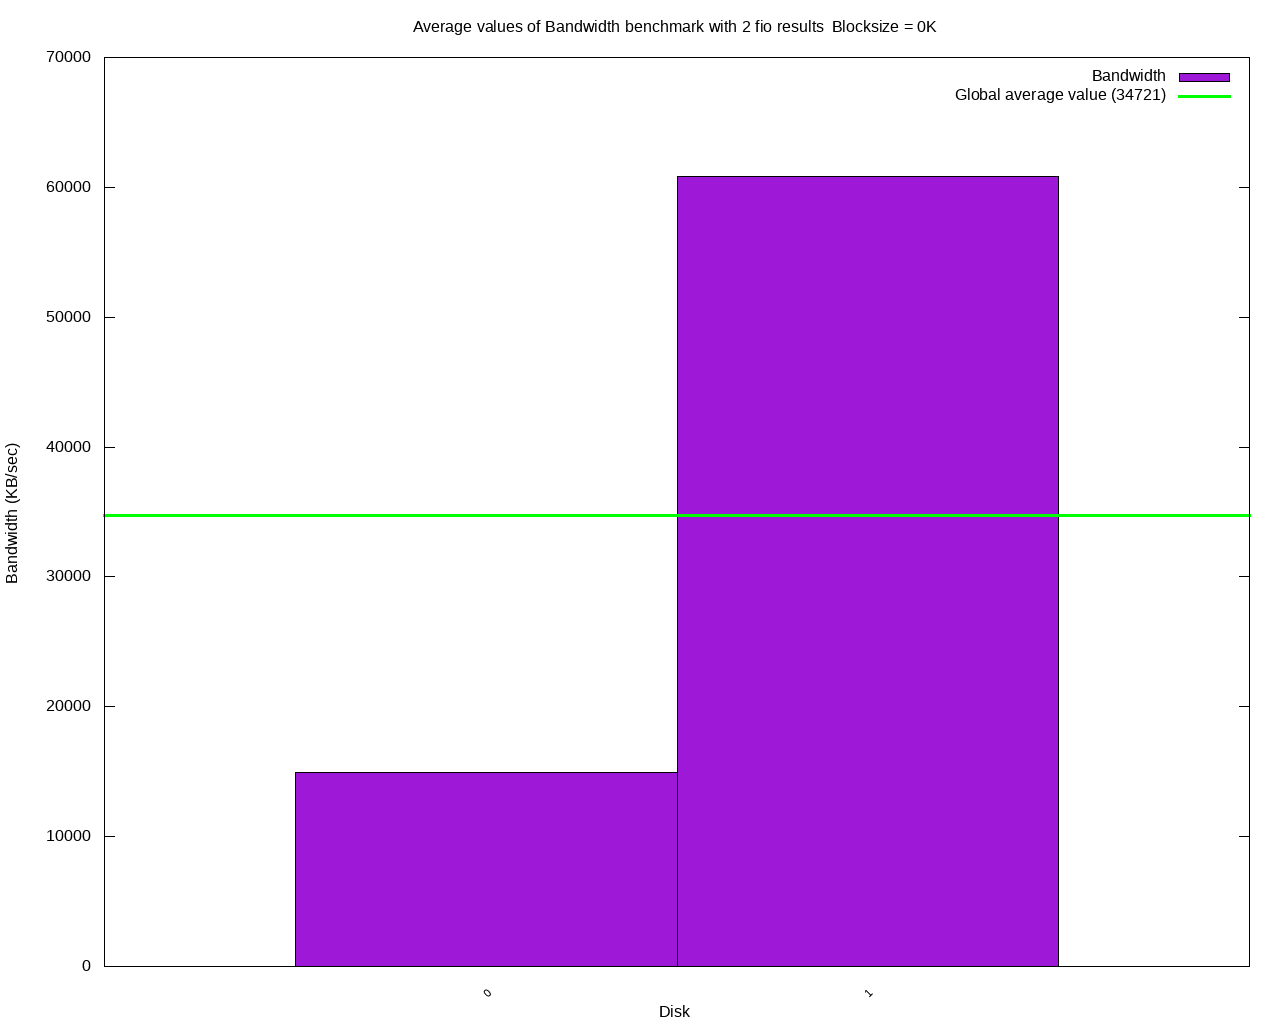 Average values of Bandwidth benchmark with 2 fio results  Blocksize = 0K
70000
60000
50000
40000
30000
20000
10000
0
Bandwidth
Global average value (34721)
Bandwidth (KB/sec)
0
1
Disk